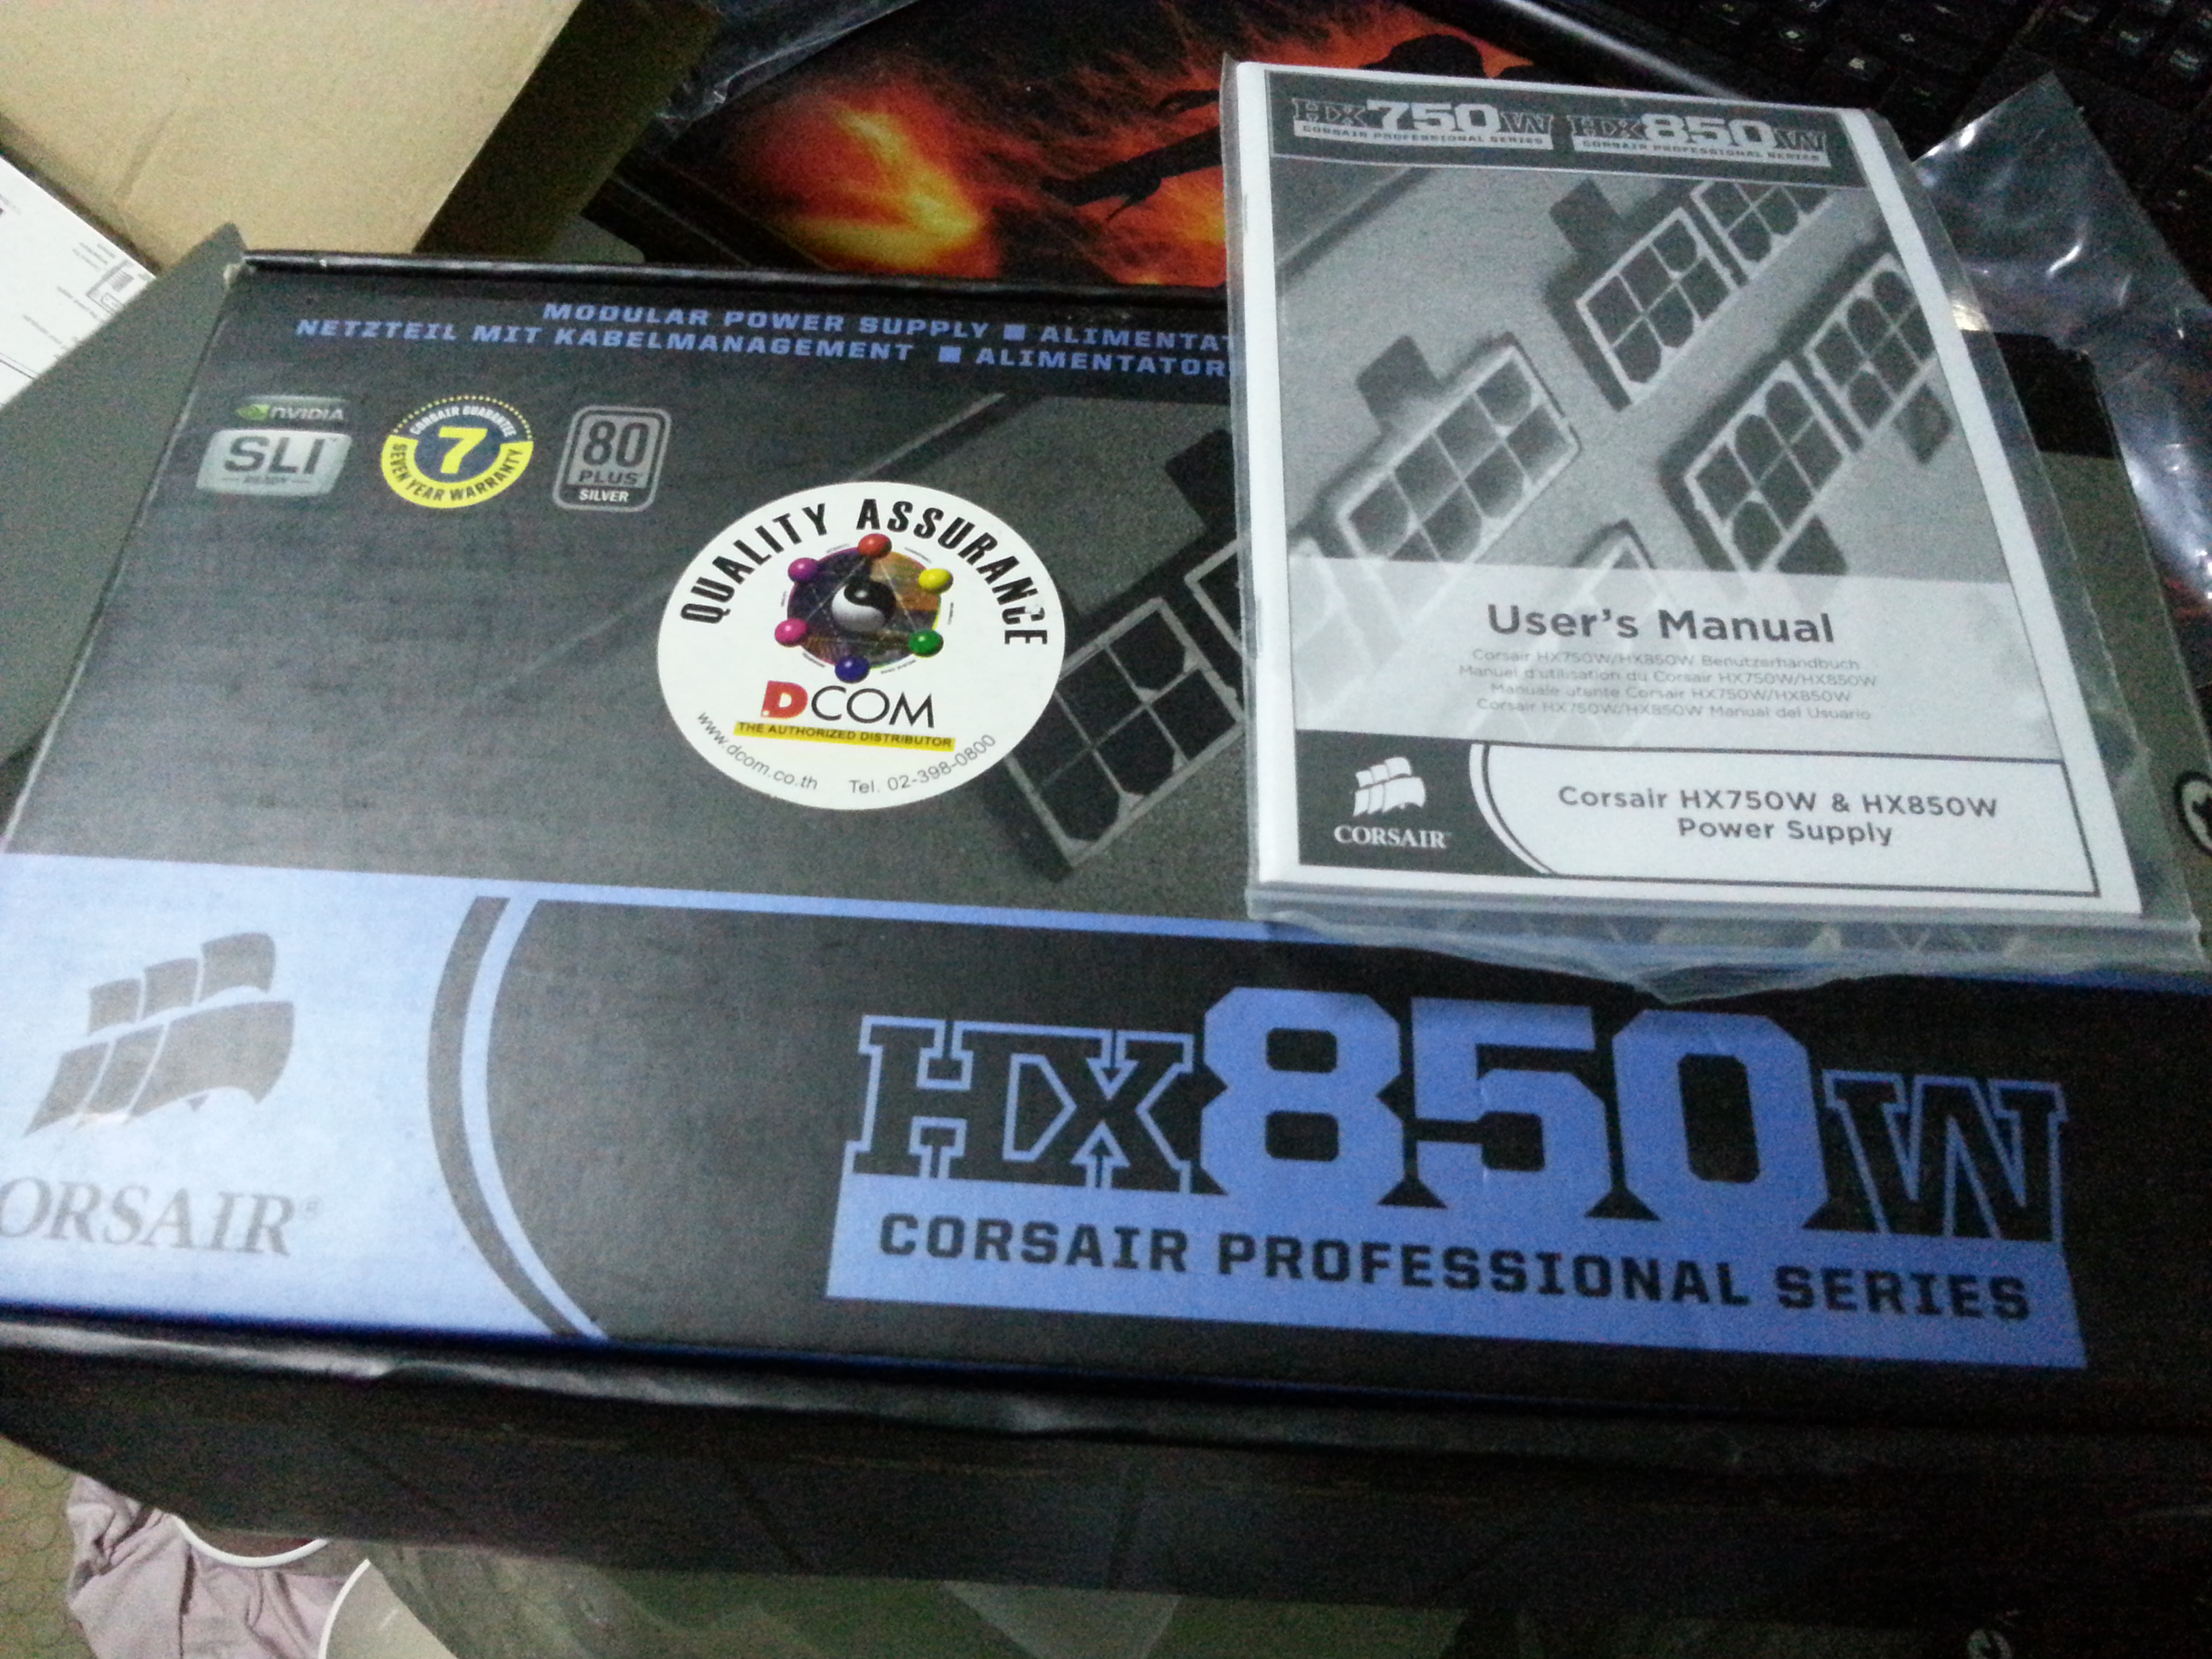 HX750W HX850W
CORSAIR PROFESSIONAL SERIES CORSAIR PROFESSIONAL SERIES
User's Manual
Corsair HX750W/HX850W Benutzerhandbuch
Manuel d'utilisation du Corsair HX750W/HX850W
Manuale utente Corsair HX750W/HX850W
Corsair HX750W/HX850W Manual del Usuario
CORSAIR
Corsair HX750W & HX850W
Power Supply
MODULAR POWER SUPPLY ■ ALIMENTAT
NETZTEIL MIT KABELMANAGEMENT ■ ALIMENTATOR
NVIDIA
SLI
READY
CORSAIR GUARANTEE
7
SEVEN YEAR WARRANTY
80
PLUS
SILVER
QUALITY ASSURANCE
DCOM
THE AUTHORIZED DISTRIBUTOR
www.dcom.co.th Tel. 02-398-0800
ORSAIR®
HX850W
CORSAIR PROFESSIONAL SERIES